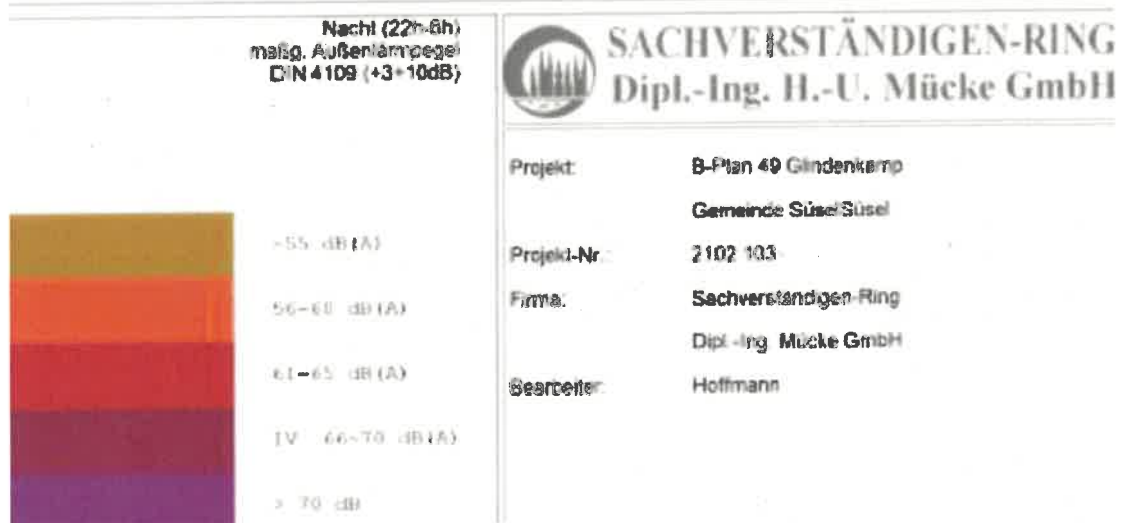 Nacht (22h-6h)
maßg. Außenlärmpegel
DIN 4109 (+3+10dB)
-55 dB(A)
56-60 dB(A)
61-65 dB(A)
IV 66-70 dB(A)
> 70 dB
SACHVERSTÄNDIGEN-RING
Dipl.-Ing. H.-U. Mücke GmbH
Projekt: B-Plan 49 Glindenkamp
Gemeinde Süsel Süsel
Projekt-Nr.: 2102 103
Firma: Sachverständigen-Ring
Dipl.-Ing. Mücke GmbH
Bearbeiter: Hoffmann